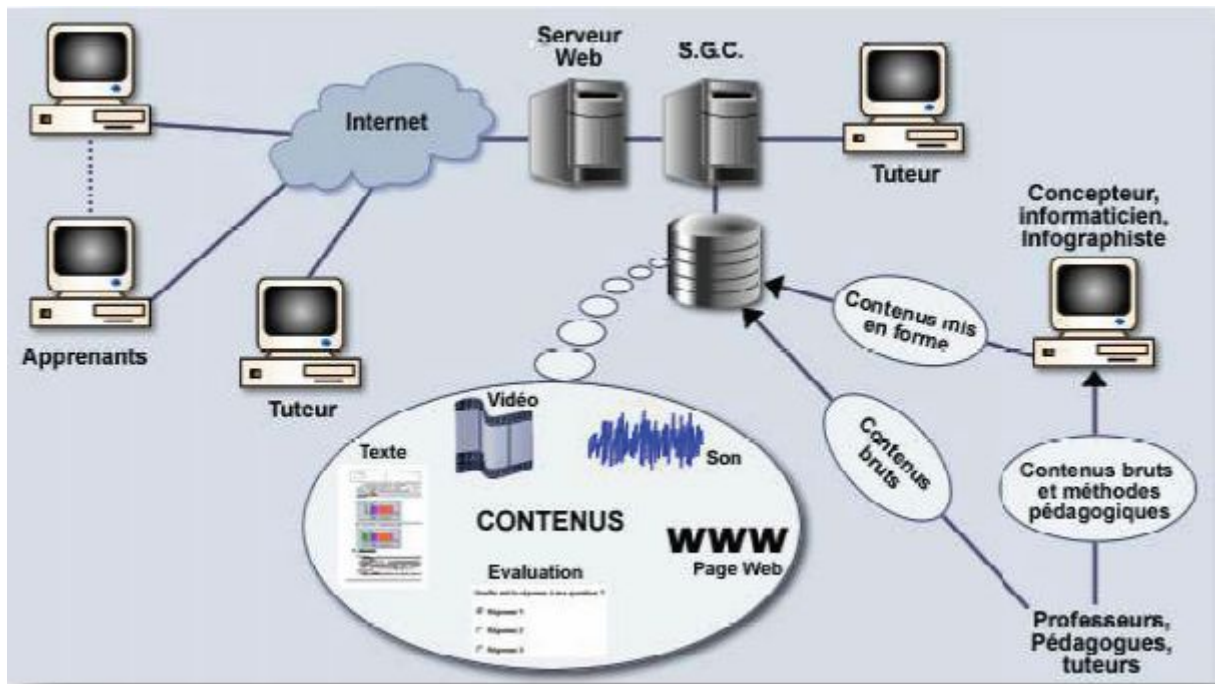 Serveur
Web
S.G.C.
Internet
Tuteur
Concepteur,
informaticien.
Infographiste
Apprenants
Tuteur
Contenus mis
en forme
Contenus
bruts
Contenus bruts
et méthodes
pédagogiques
Vidéo
Texte
Son
CONTENUS
www
Page Web
Evaluation
Réponse 1
Réponse 2
Réponse 3
Professeurs,
Pédagogues,
tuteurs